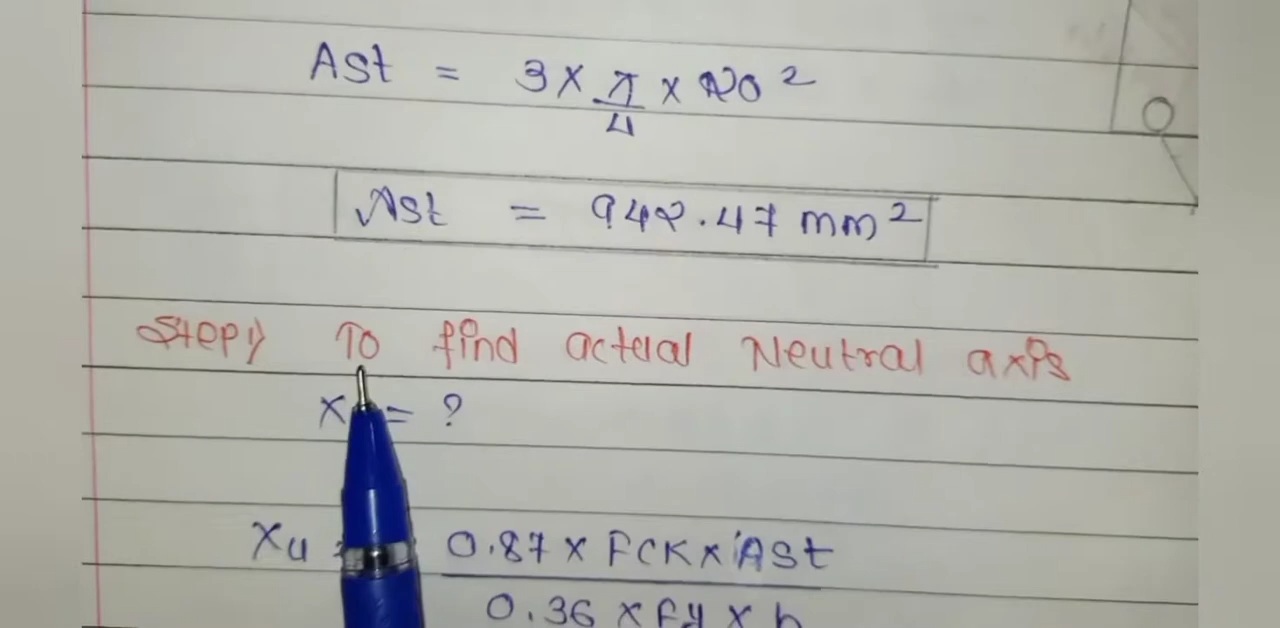 Ast = 3 × π/4 × 20²
Ast = 942.47 mm²
Step 1) To find actual Neutral axis
x = ?
xu = 0.87 × FCK × Ast
0.36 × Fy × b